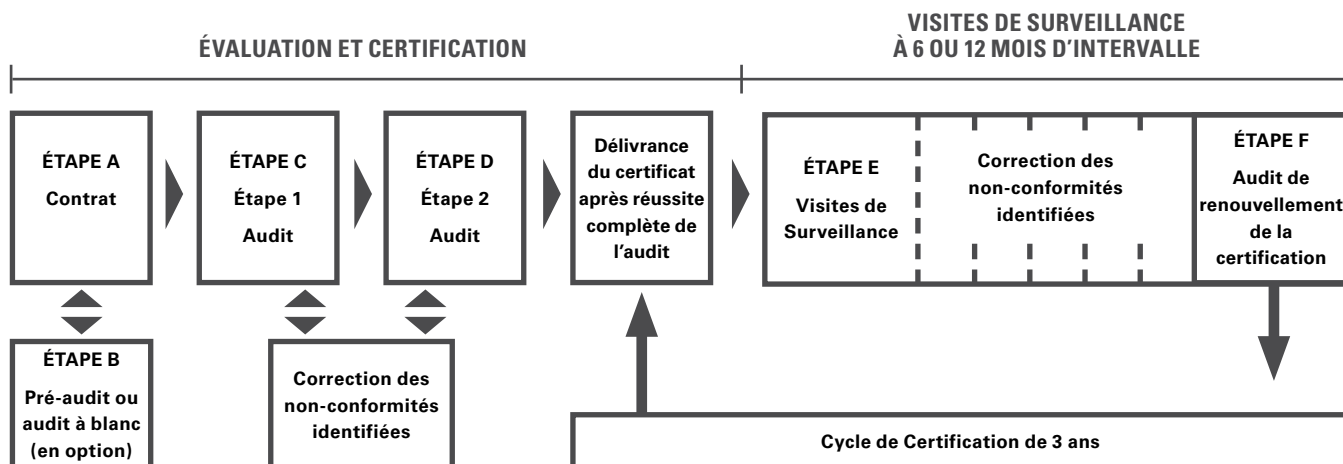 ÉVALUATION ET CERTIFICATION
VISITES DE SURVEILLANCE
À 6 OU 12 MOIS D'INTERVALLE
ÉTAPE A
Contrat
ÉTAPE B
Pré-audit ou
audit à blanc
(en option)
ÉTAPE C
Étape 1
Audit
ÉTAPE D
Étape 2
Audit
Correction des
non-conformités
identifiées
Délivrance
du certificat
après réussite
complète de
l’audit
ÉTAPE E
Visites de
Surveillance
Correction des
non-conformités
identifiées
ÉTAPE F
Audit de
renouvellement
de la
certification
Cycle de Certification de 3 ans